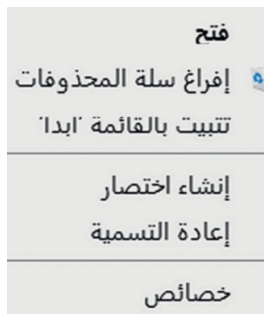 فتح
إفراغ سلة المحذوفات
تثبيت بالقائمة 'ابدأ'
إنشاء اختصار
إعادة التسمية
خصائص